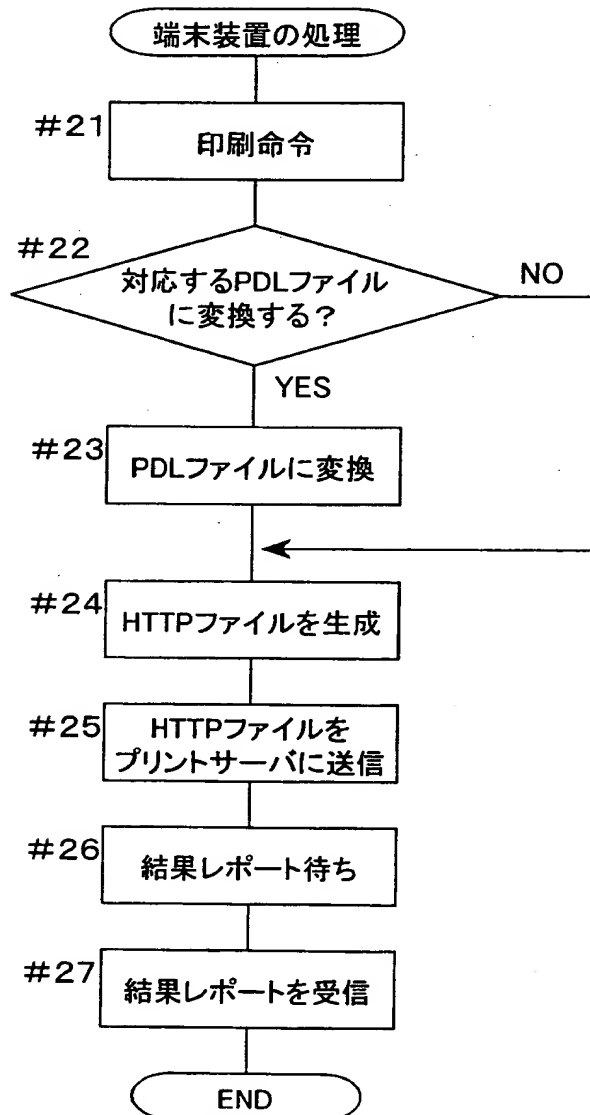 端末装置の処理
#21
印刷命令
#22
対応するPDLファイル
に変換する?
NO
YES
#23
PDLファイルに変換
#24
HTTPファイルを生成
#25
HTTPファイルを
プリントサーバに送信
#26
結果レポート待ち
#27
結果レポートを受信
END